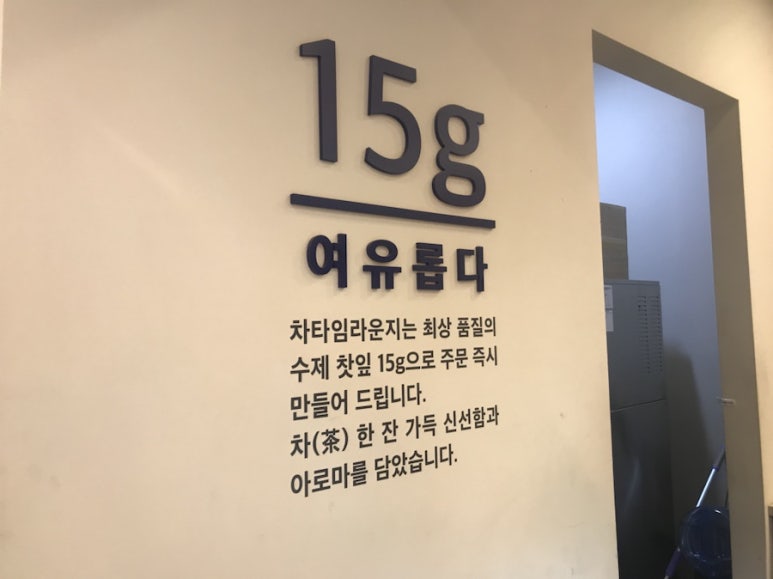 15g
여유롭다
차타임라운지는 최상 품질의
수제 찻잎 15g으로 주문 즉시
만들어 드립니다.
차(茶) 한 잔 가득 신선함과
아로마를 담았습니다.